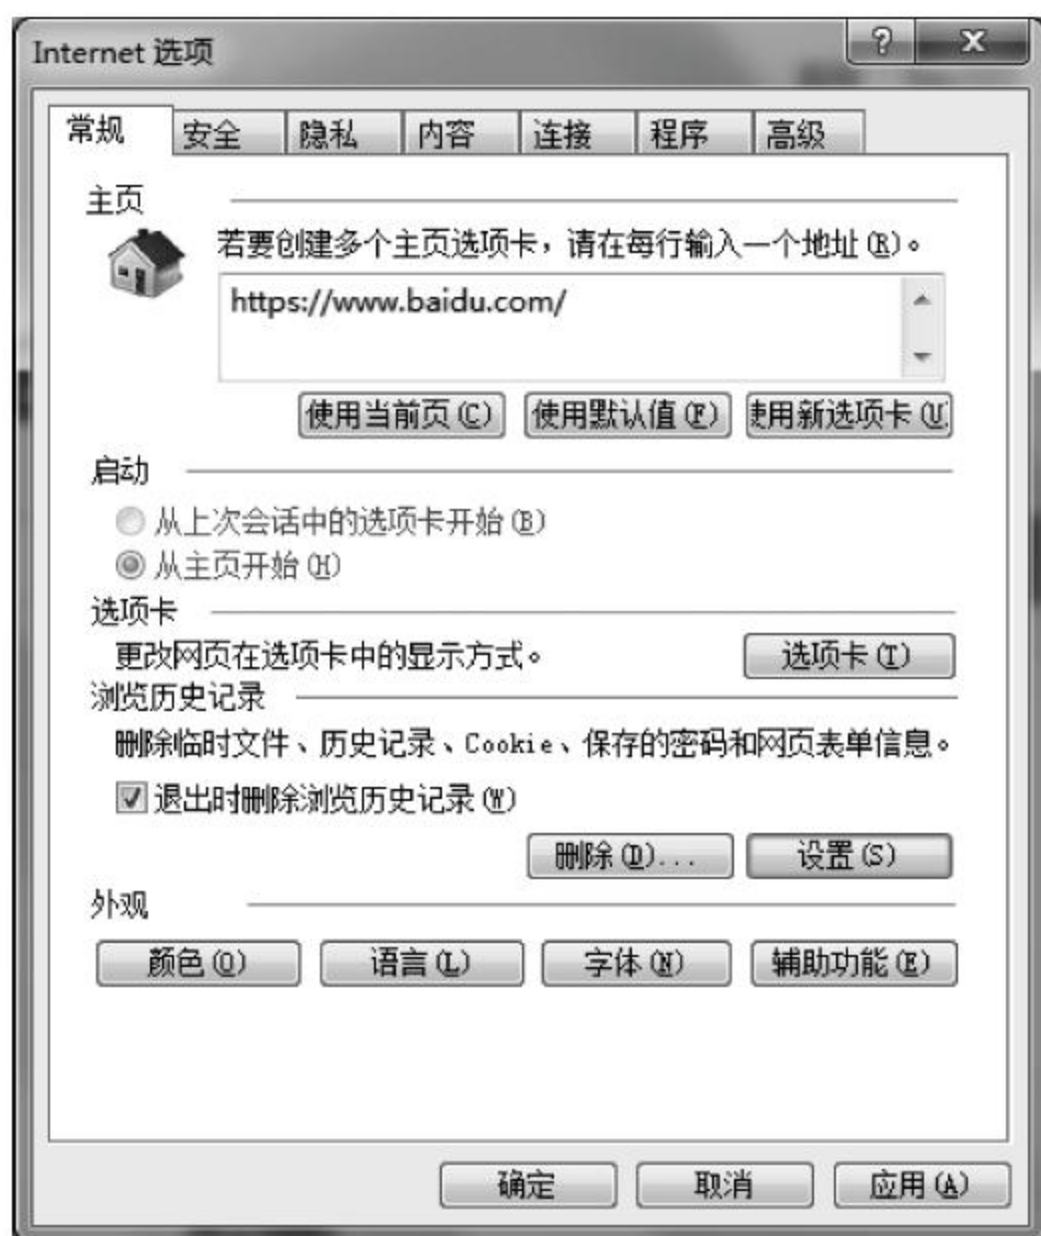 Internet 选项
?
常规 安全 隐私 内容 连接 程序 高级
主页
若要创建多个主页选项卡，请在每行输入一个地址(R)。
https://www.baidu.com/
使用当前页(C) 使用默认值(F) 用新选项卡(U
启动
从上次会话中的选项卡开始(B)
从主页开始(H)
选项卡
更改网页在选项卡中的显示方式。 选项卡(T)
浏览历史记录
删除临时文件、历史记录、Cookie、保存的密码和网页表单信息。
退出时删除浏览历史记录(W)
删除(D)... 设置(S)
外观
颜色(O) 语言(L) 字体(N) 辅助功能(E)
确定 取消 应用(A)